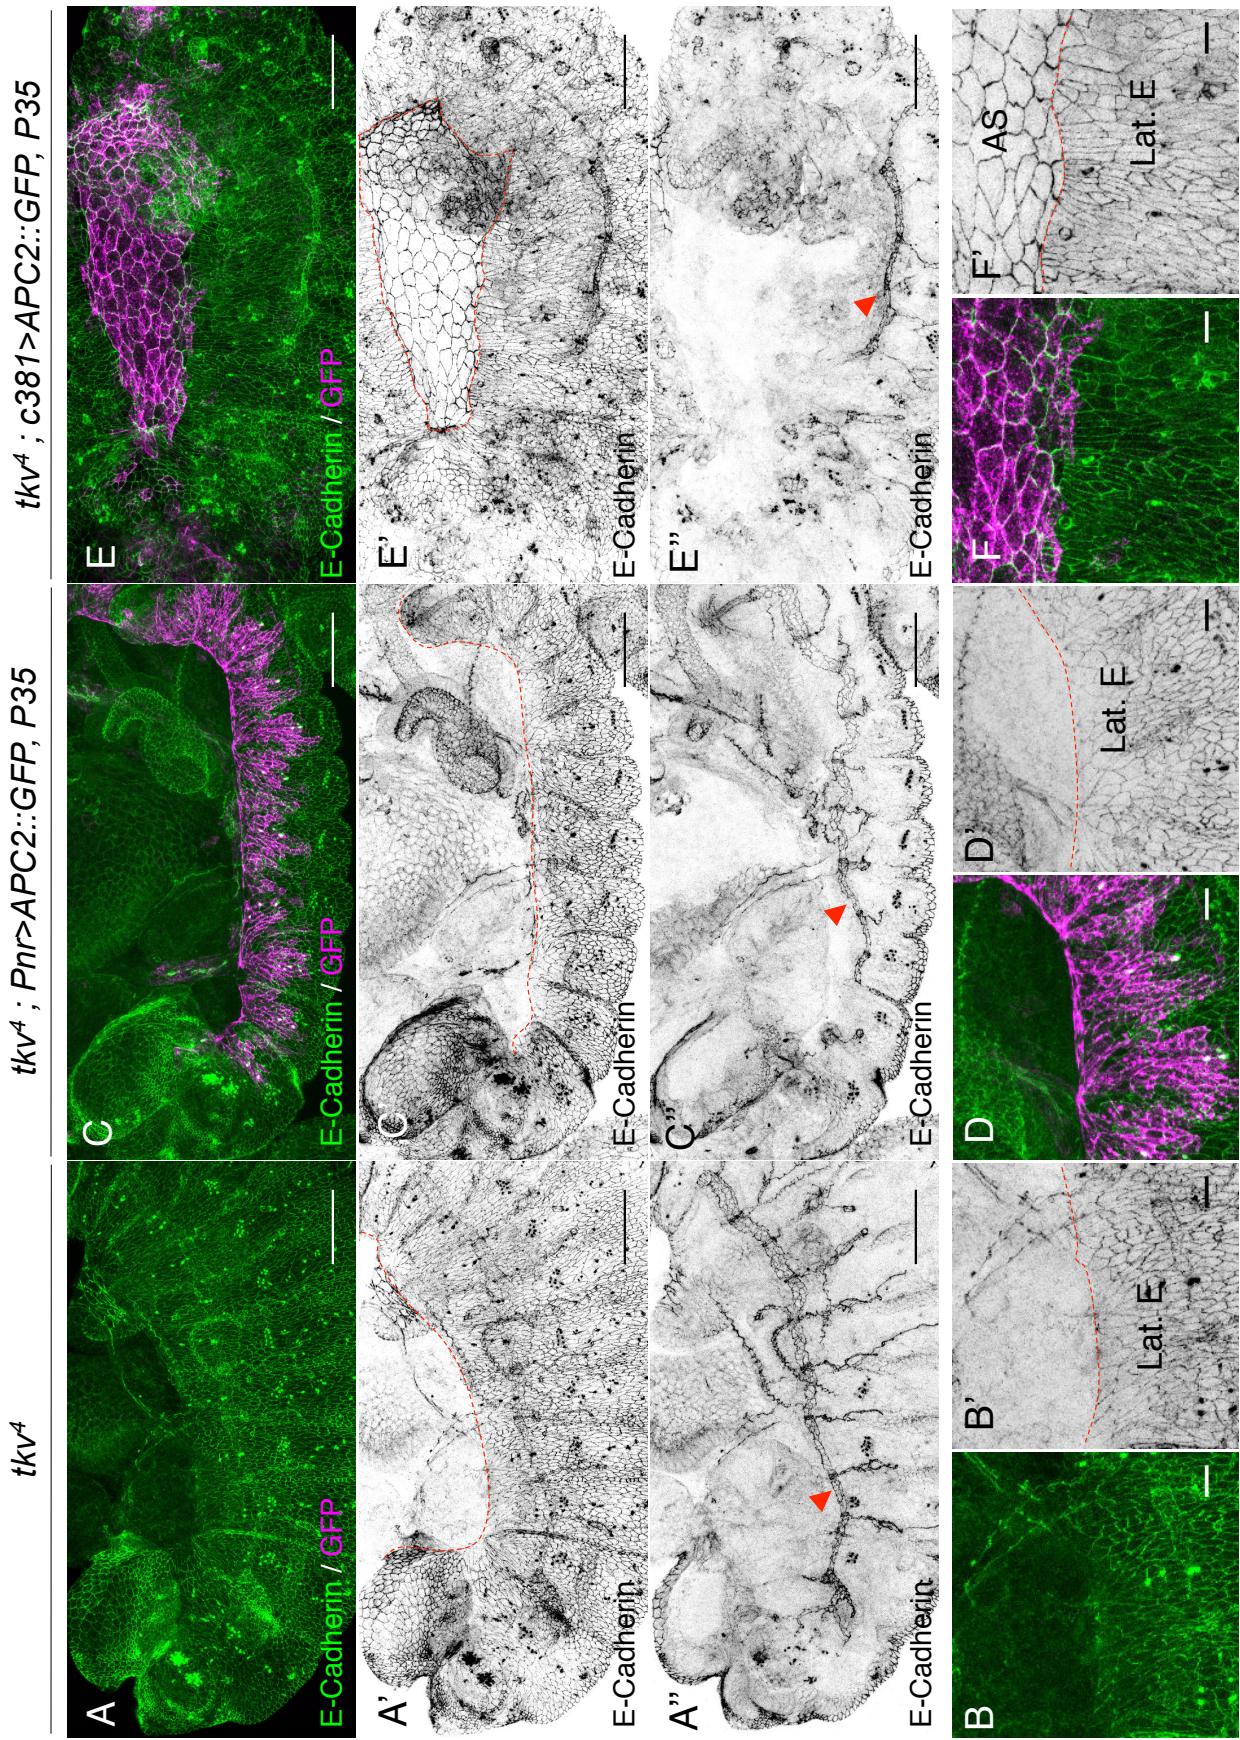 tkv⁴
tkv⁴ ; Pnr>APC2::GFP, P35
tkv⁴ ; c381>APC2::GFP, P35
A
E-Cadherin / GFP
C
E-Cadherin / GFP
E
E-Cadherin / GFP
A'
E-Cadherin
C'
E-Cadherin
E'
E-Cadherin
A''
E-Cadherin
C''
E-Cadherin
E''
E-Cadherin
B
B'
Lat. E
D
D'
Lat. E
F
F'
AS
Lat. E